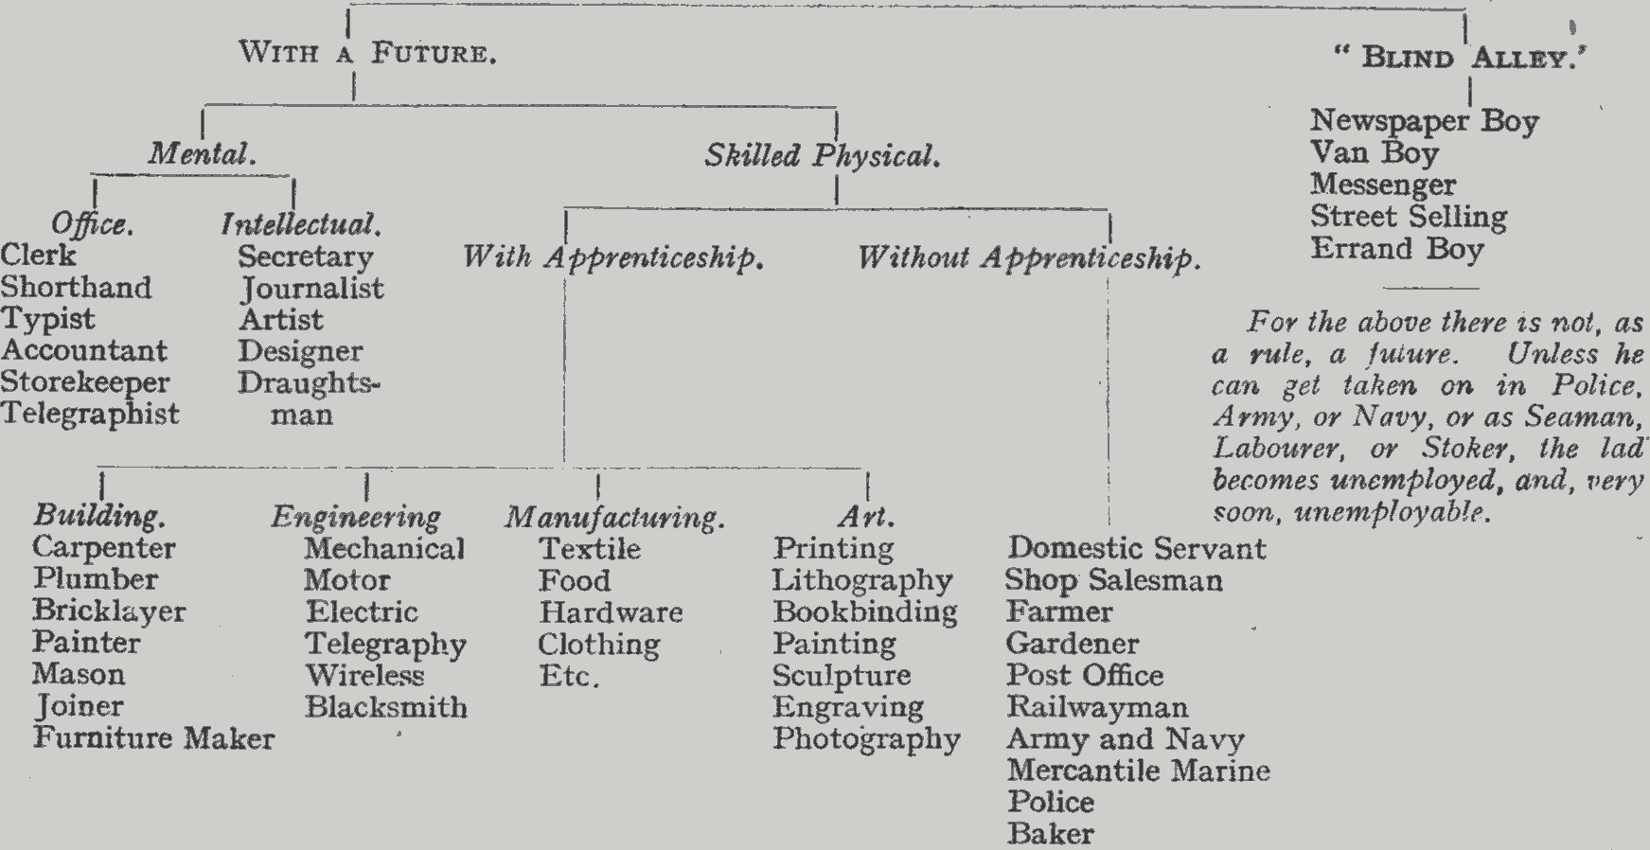 WITH A FUTURE.
"BLIND ALLEY.'
Mental.
Skilled Physical.
Office.
Clerk
Shorthand
Typist
Accountant
Storekeeper
Telegraphist
Intellectual.
Secretary
Journalist
Artist
Designer
Draughts-
man
With Apprenticeship.
Without Apprenticeship.
Newspaper Boy
Van Boy
Messenger
Street Selling
Errand Boy
For the above there is not, as
a rule, a future. Unless he
can get taken on in Police,
Army, or Navy, or as Seaman,
Labourer, or Stoker, the lad
becomes unemployed, and, very
soon, unemployable.
Building.
Carpenter
Plumber
Bricklayer
Painter
Mason
Joiner
Furniture Maker
Engineering
Mechanical
Motor
Electric
Telegraphy
Wireless
Blacksmith
Manufacturing.
Textile
Food
Hardware
Clothing
Etc.
Art.
Printing
Lithography
Bookbinding
Painting
Sculpture
Engraving
Photography
Domestic Servant
Shop Salesman
Farmer
Gardener
Post Office
Railwayman
Army and Navy
Mercantile Marine
Police
Baker